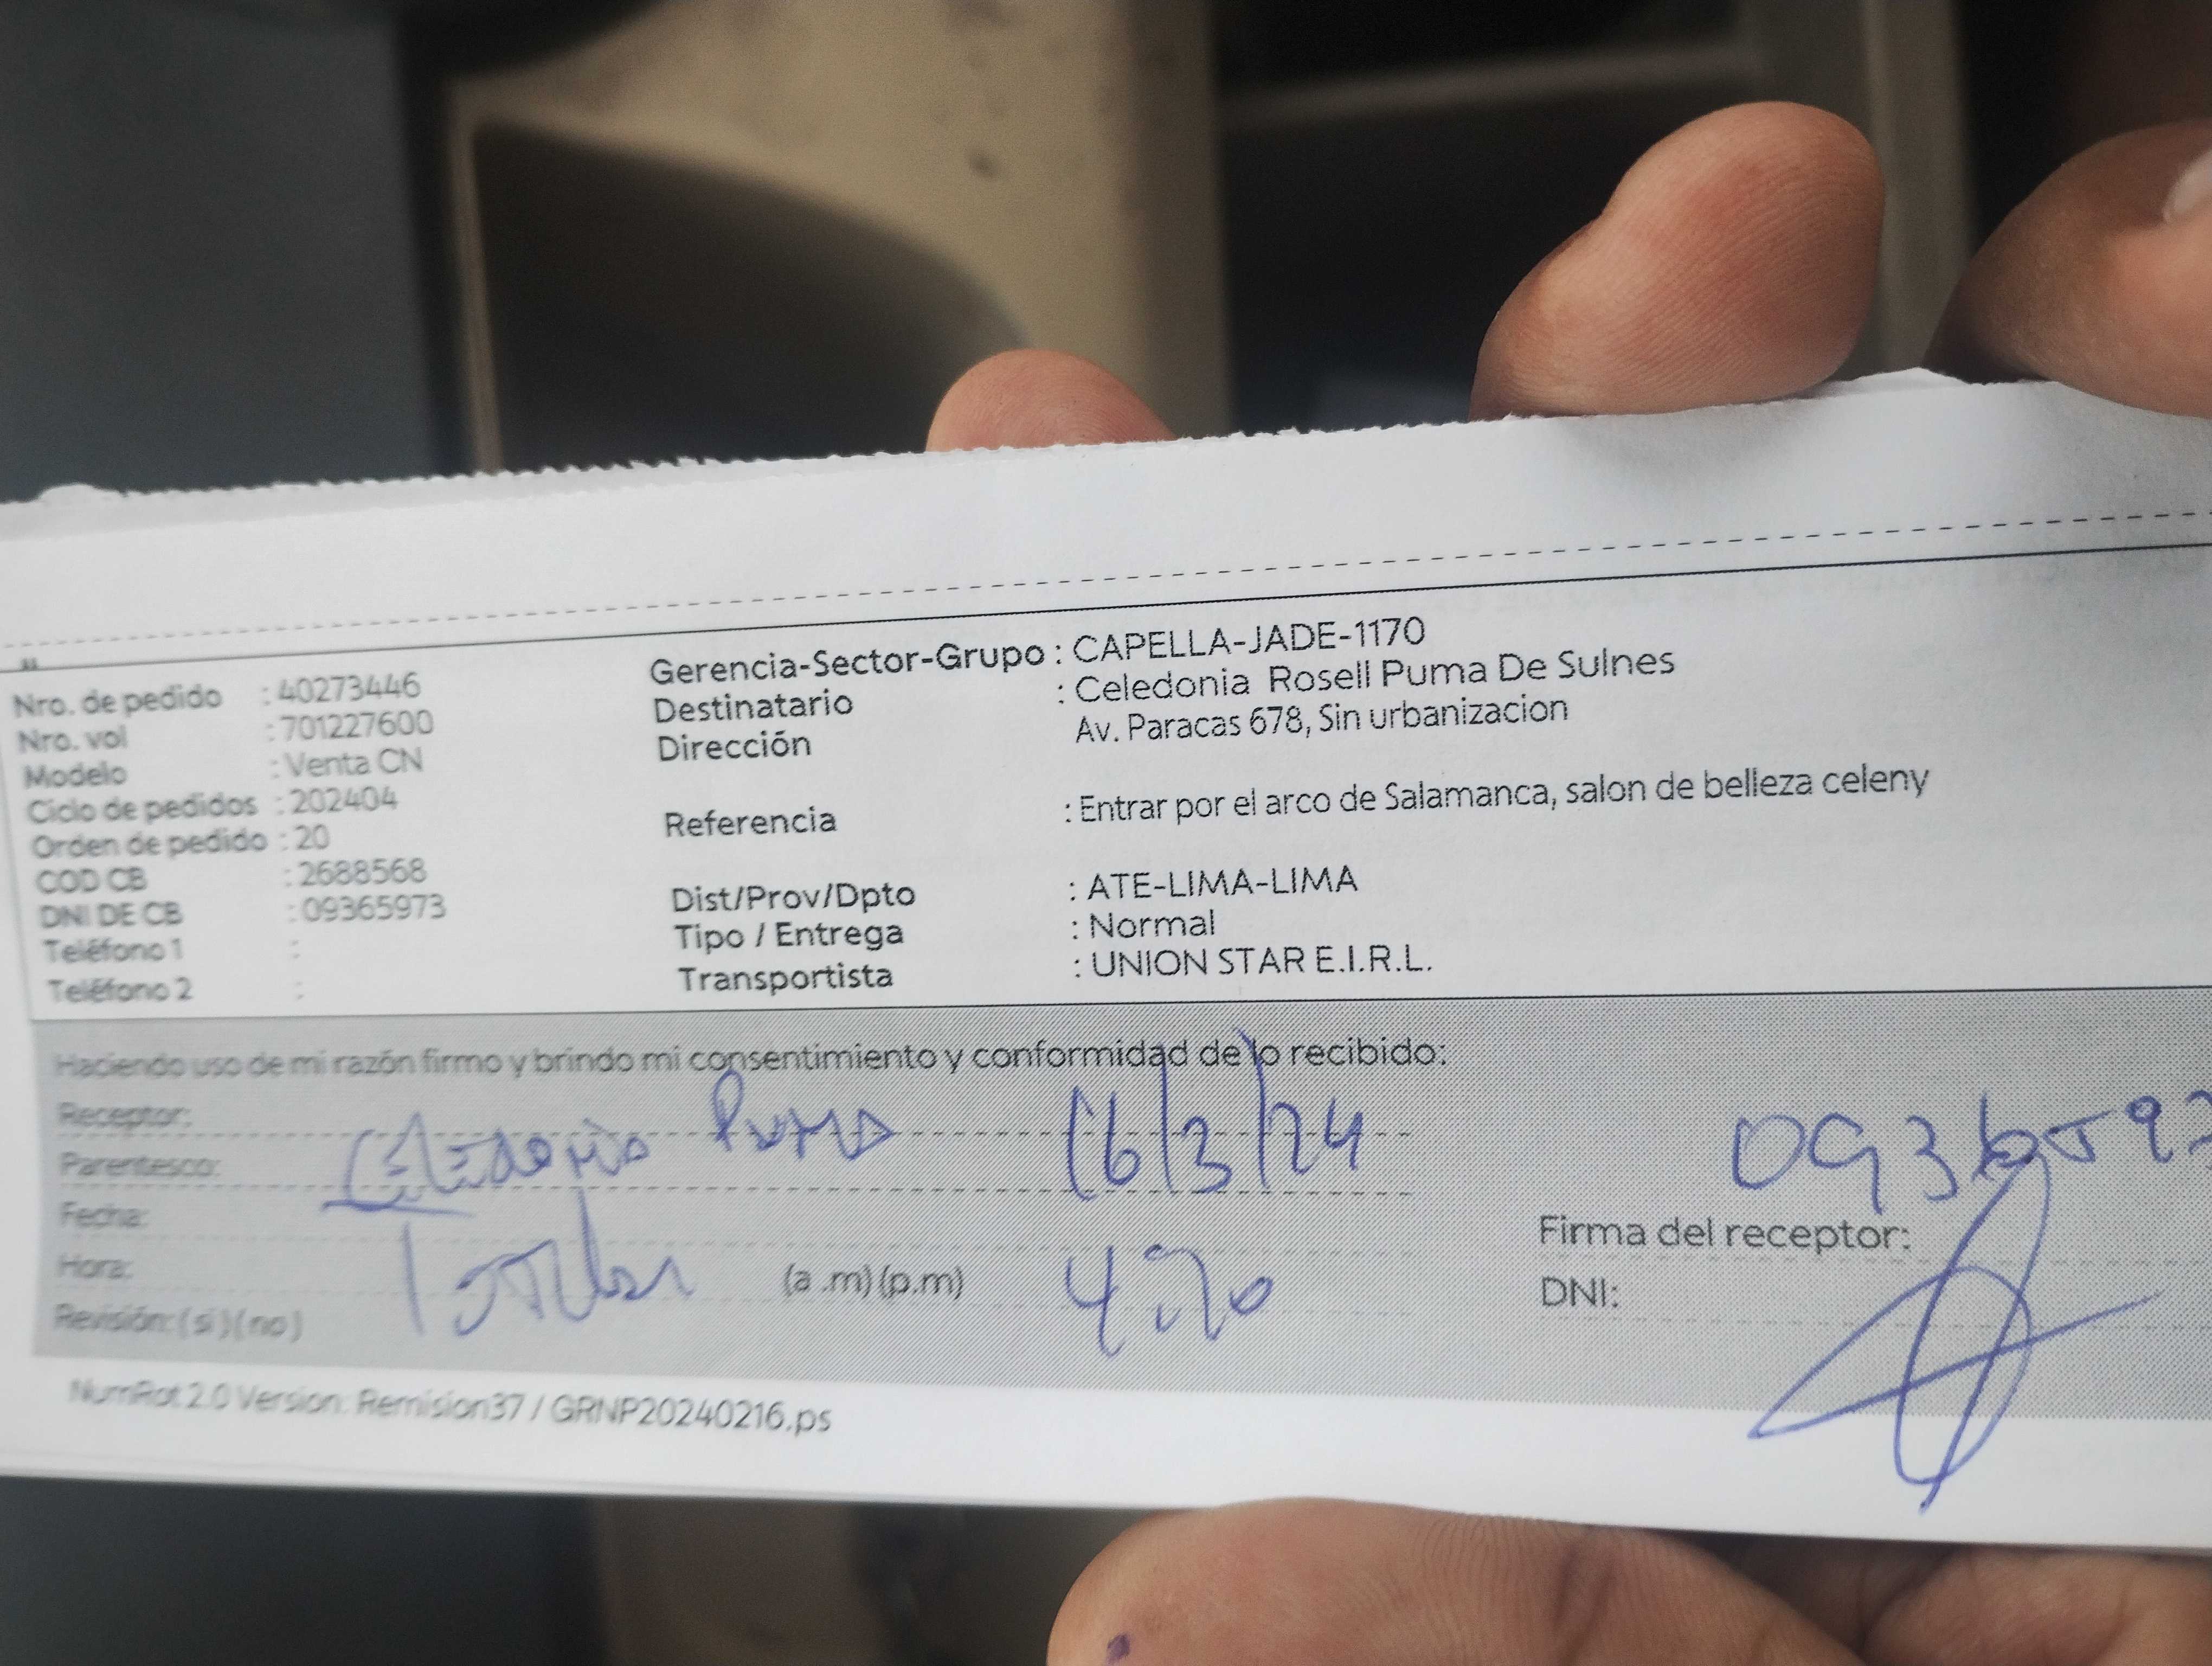 Nro. de pedido : 40273446
Nro. vol : 701227600
Modelo : Venta CN
Ciclo de pedidos : 202404
Orden de pedido : 20
COD CB : 2688568
DNI DE CB : 09365973
Teléfono 1 :
Teléfono 2 :
Gerencia-Sector-Grupo : CAPELLA-JADE-1170
Destinatario : Celedonia Rosell Puma De Sulnes
Dirección Av. Paracas 678, Sin urbanizacion
Referencia : Entrar por el arco de Salamanca, salon de belleza celeny
Dist/Prov/Dpto : ATE-LIMA-LIMA
Tipo / Entrega : Normal
Transportista : UNION STAR E.I.R.L.
Haciendo uso de mi razón firmo y brindo mi consentimiento y conformidad de lo recibido:
Receptor:
Celedonia Puma 16/3/24
Parentesco:
Fecha:
Hora: (a .m) (p.m)
Revisión: ( si ) ( no )
0936597
Firma del receptor:
DNI:
NumRot 2.0 Version: Remision37 / GRNP20240216.ps